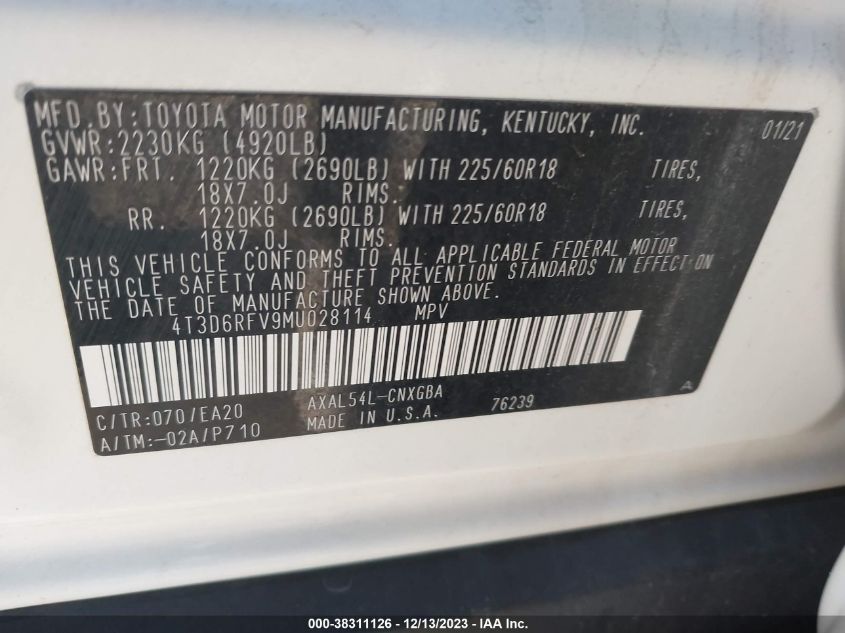 MFD.BY:TOYOTA MOTOR MANUFACTURING, KENTUCKY, INC. 01/21
GVWR:2230KG (4920LB)
GAWR:FRT. 1220KG (2690LB) WITH 225/60R18 TIRES,
18X7.0J RIMS.
RR. 1220KG (2690LB) WITH 225/60R18 TIRES,
18X7.0J RIMS.
THIS VEHICLE CONFORMS TO ALL APPLICABLE FEDERAL MOTOR
VEHICLE SAFETY AND THEFT PREVENTION STANDARDS IN EFFECT ON
THE DATE OF MANUFACTURE SHOWN ABOVE.
4T3D6RFV9MU028114 MPV
C/TR:070/EA20 AXAL54L-CNXGBA
A/TM:-02A/P710 MADE IN U.S.A. 76239 A
000-38311126 - 12/13/2023 - IAA Inc.